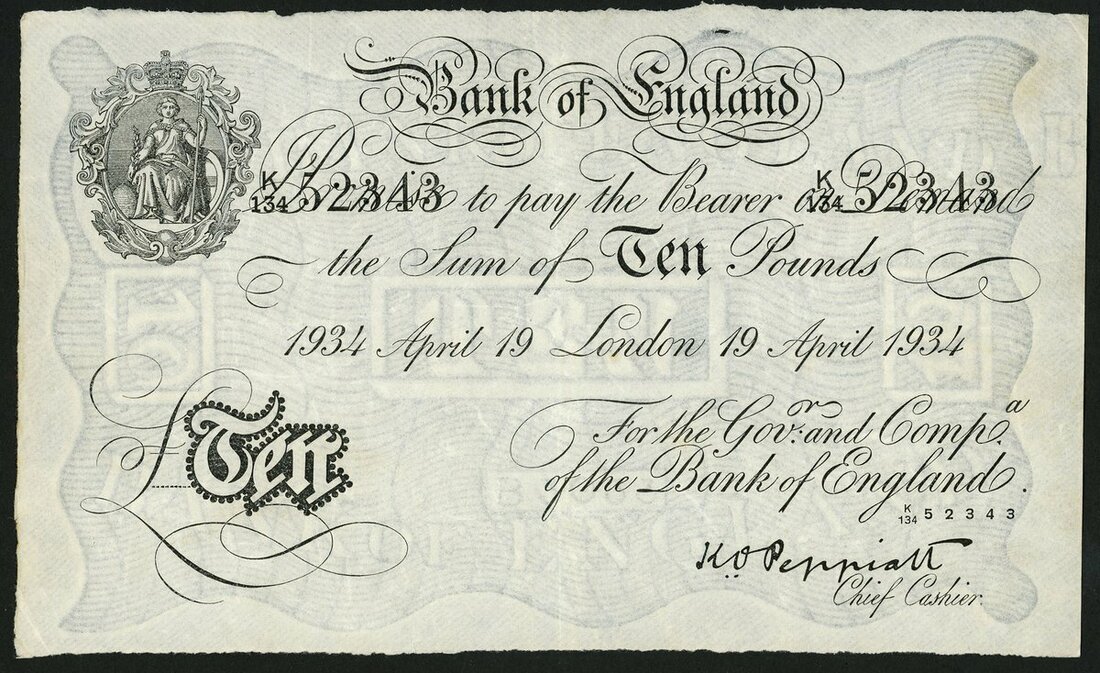 Bank of England
I Promise to pay the Bearer on Demand
K
134 52343
K
134 52343
the Sum of Ten Pounds
1934 April 19 London 19 April 1934
For the Govr. and Compa.
of the Bank of England.
£ Ten
K
134 52343
K.O. Peppiatt
Chief Cashier.